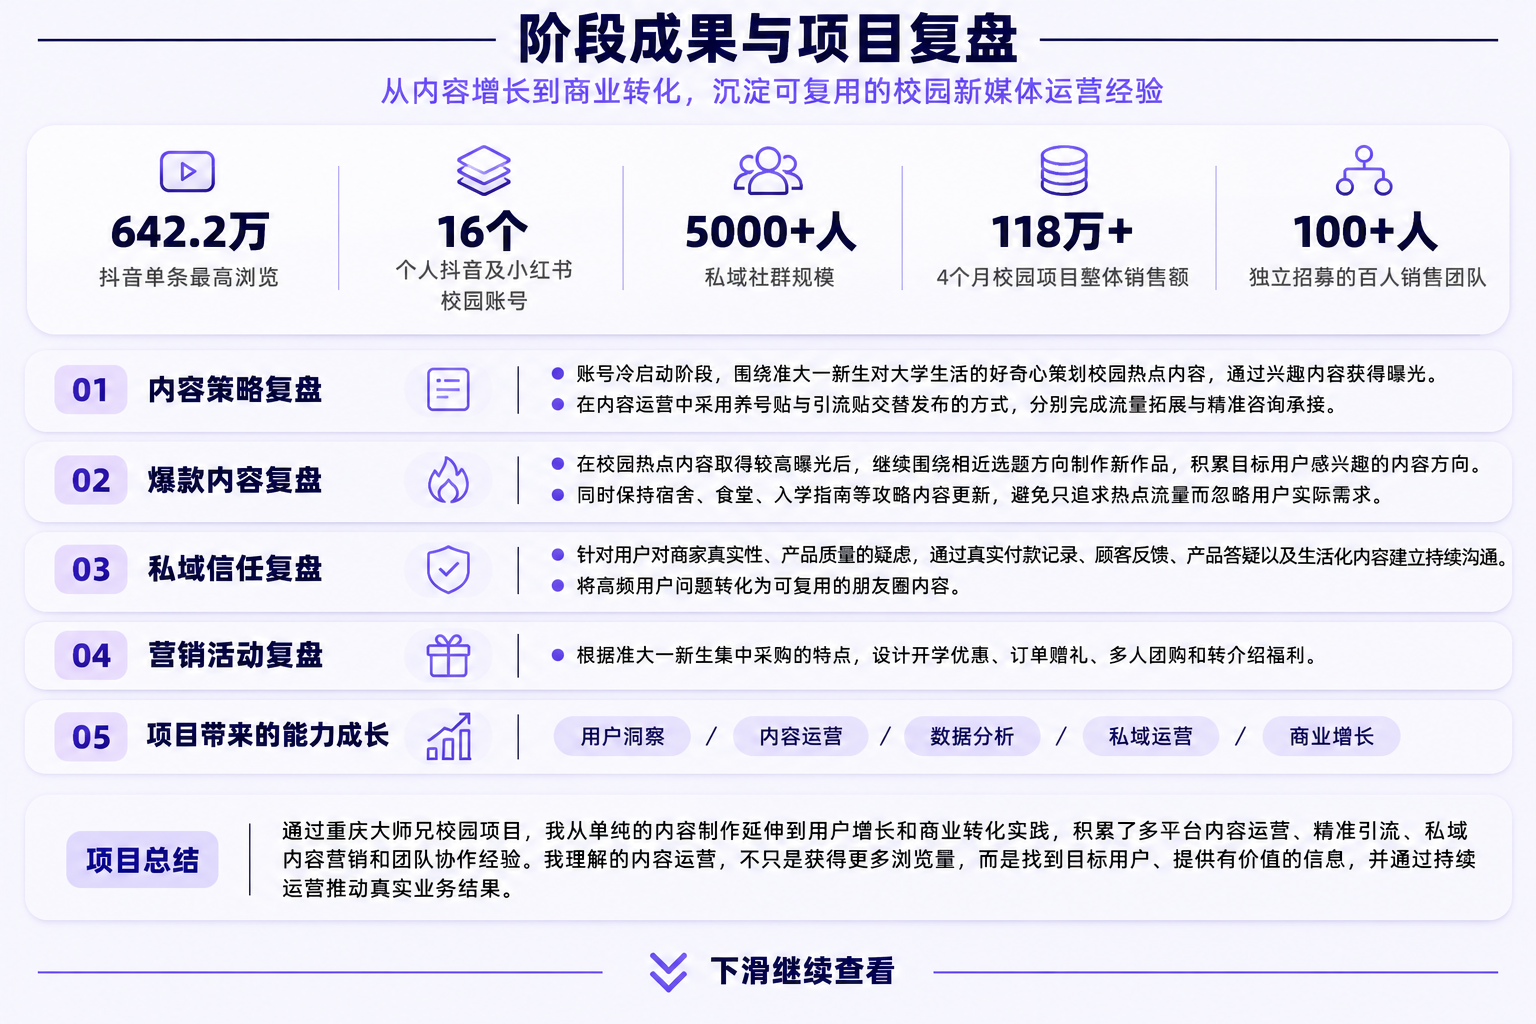 阶段成果与项目复盘
从内容增长到商业转化，沉淀可复用的校园新媒体运营经验
642.2万
抖音单条最高浏览
16个
个人抖音及小红书
校园账号
5000+人
私域社群规模
118万+
4个月校园项目整体销售额
100+人
独立招募的百人销售团队
01 内容策略复盘
账号冷启动阶段，围绕准大一新生对大学生活的好奇心策划校园热点内容，通过兴趣内容获得曝光。
在内容运营中采用养号贴与引流贴交替发布的方式，分别完成流量拓展与精准咨询承接。
02 爆款内容复盘
在校园热点内容取得较高曝光后，继续围绕相近选题方向制作新作品，积累目标用户感兴趣的内容方向。
同时保持宿舍、食堂、入学指南等攻略内容更新，避免只追求热点流量而忽略用户实际需求。
03 私域信任复盘
针对用户对商家真实性、产品质量的疑虑，通过真实付款记录、顾客反馈、产品答疑以及生活化内容建立持续沟通。
将高频用户问题转化为可复用的朋友圈内容。
04 营销活动复盘
根据准大一新生集中采购的特点，设计开学优惠、订单赠礼、多人团购和转介绍福利。
05 项目带来的能力成长
用户洞察 / 内容运营 / 数据分析 / 私域运营 / 商业增长
项目总结
通过重庆大师兄校园项目，我从单纯的内容制作延伸到用户增长和商业转化实践，积累了多平台内容运营、精准引流、私域
内容营销和团队协作经验。我理解的内容运营，不只是获得更多浏览量，而是找到目标用户、提供有价值的信息，并通过持续
运营推动真实业务结果。
下滑继续查看